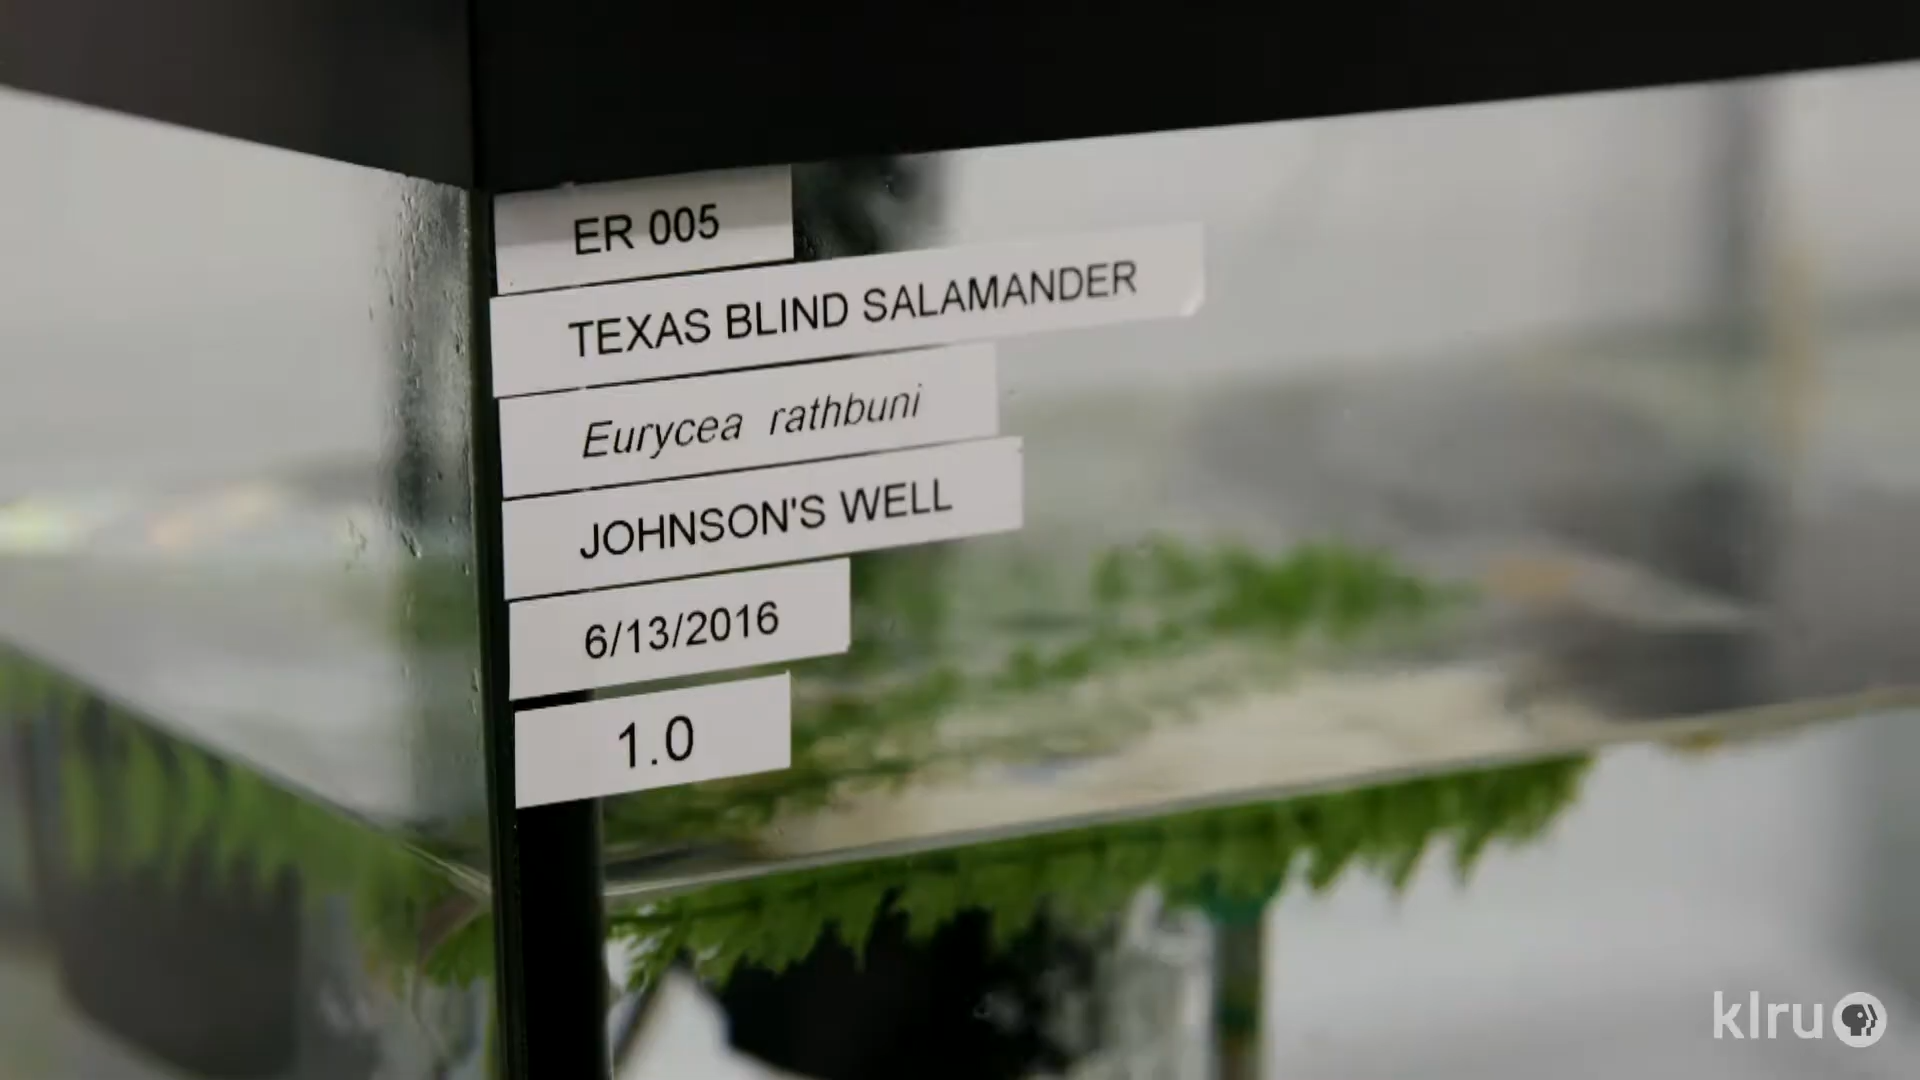 ER 005
TEXAS BLIND SALAMANDER
Eurycea rathbuni
JOHNSON'S WELL
6/13/2016
1.0
klru